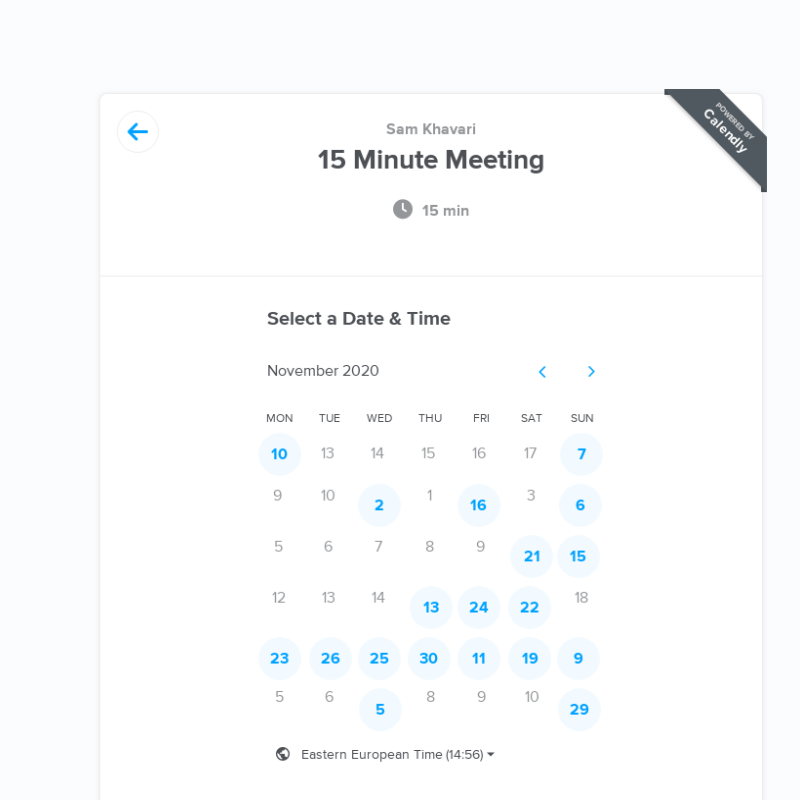 POWERED BY
Calendly
Sam Khavari
15 Minute Meeting
15 min
Select a Date & Time
November 2020
MON TUE WED THU FRI SAT SUN
10 13 14 15 16 17 7
9 10 2 1 16 3 6
5 6 7 8 9 21 15
12 13 14 13 24 22 18
23 26 25 30 11 19 9
5 6 5 8 9 10 29
Eastern European Time (14:56)